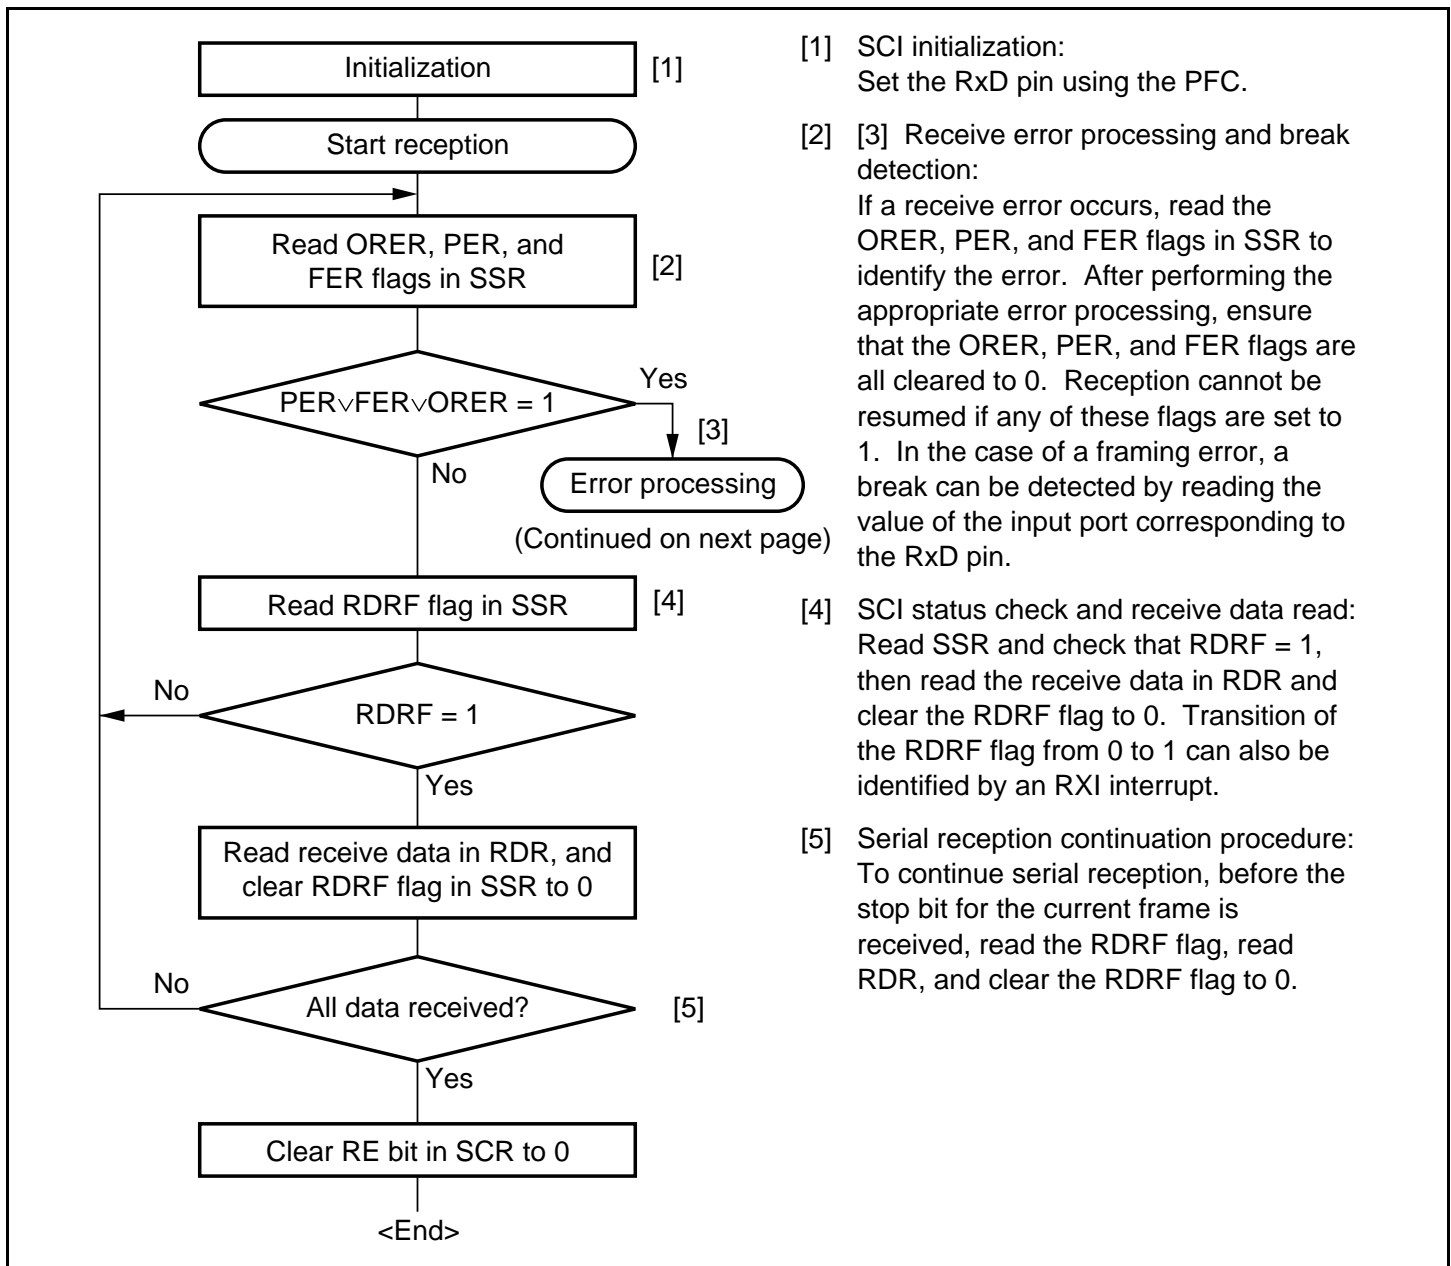 Initialization
[1]
Start reception
Read ORER, PER, and
FER flags in SSR
[2]
PER∨FER∨ORER = 1
Yes
[3]
No
Error processing
(Continued on next page)
Read RDRF flag in SSR
[4]
No
RDRF = 1
Yes
Read receive data in RDR, and
clear RDRF flag in SSR to 0
No
All data received?
[5]
Yes
Clear RE bit in SCR to 0
<End>
[1] SCI initialization:
Set the RxD pin using the PFC.
[2] [3] Receive error processing and break
detection:
If a receive error occurs, read the
ORER, PER, and FER flags in SSR to
identify the error. After performing the
appropriate error processing, ensure
that the ORER, PER, and FER flags are
all cleared to 0. Reception cannot be
resumed if any of these flags are set to
1. In the case of a framing error, a
break can be detected by reading the
value of the input port corresponding to
the RxD pin.
[4] SCI status check and receive data read:
Read SSR and check that RDRF = 1,
then read the receive data in RDR and
clear the RDRF flag to 0. Transition of
the RDRF flag from 0 to 1 can also be
identified by an RXI interrupt.
[5] Serial reception continuation procedure:
To continue serial reception, before the
stop bit for the current frame is
received, read the RDRF flag, read
RDR, and clear the RDRF flag to 0.